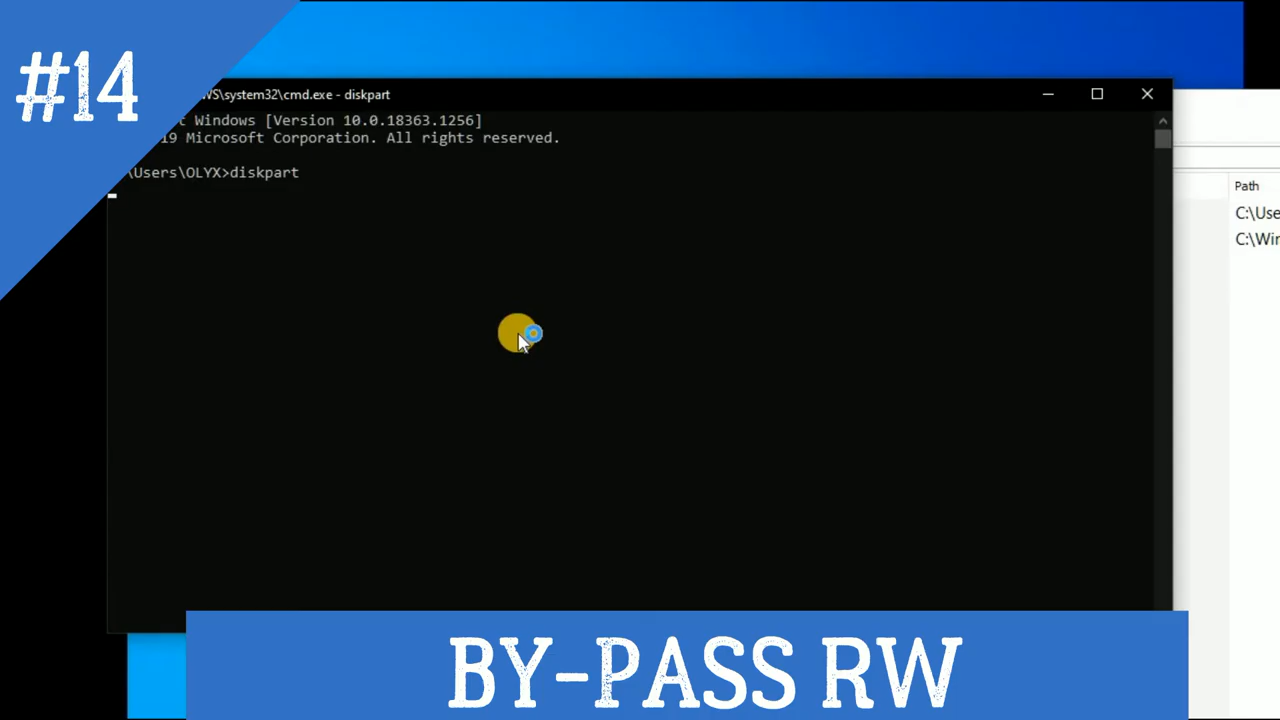 #14
WS\system32\cmd.exe - diskpart
t Windows [Version 10.0.18363.1256]
19 Microsoft Corporation. All rights reserved.
\Users\OLYX>diskpart
Path
C:\Use
C:\Win
BY-PASS RW